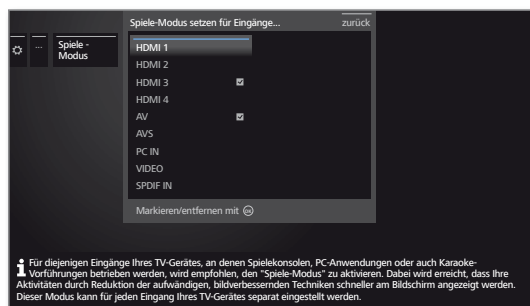 Spiele-Modus setzen für Eingänge...
zurück
...
Spiele -
Modus
HDMI 1
HDMI 2
HDMI 3
HDMI 4
AV
AVS
PC IN
VIDEO
SPDIF IN
Markieren/entfernen mit OK
Für diejenigen Eingänge Ihres TV-Gerätes, an denen Spielekonsolen, PC-Anwendungen oder auch Karaoke-
Vorführungen betrieben werden, wird empfohlen, den "Spiele-Modus" zu aktivieren. Dabei wird erreicht, dass Ihre
Aktivitäten durch Reduktion der aufwändigen, bildverbessernden Techniken schneller am Bildschirm angezeigt werden.
Dieser Modus kann für jeden Eingang Ihres TV-Gerätes separat eingestellt werden.